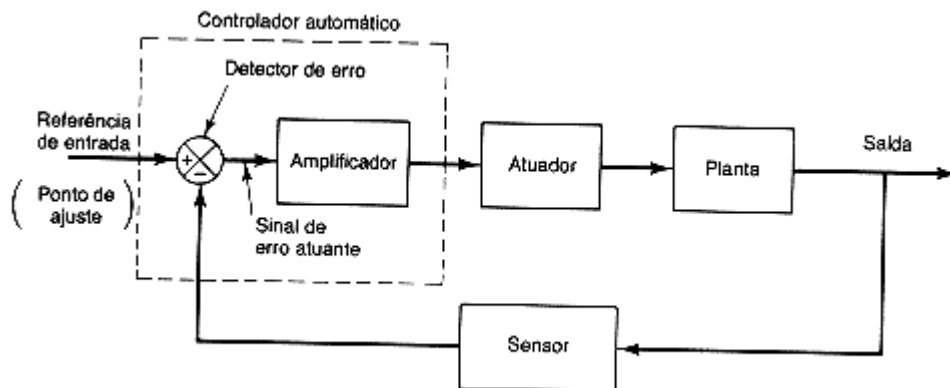 Controlador automático
Detector de erro
Referência
de entrada
Ponto de
ajuste
Amplificador
Sinal de
erro atuante
Atuador
Planta
Saída
Sensor